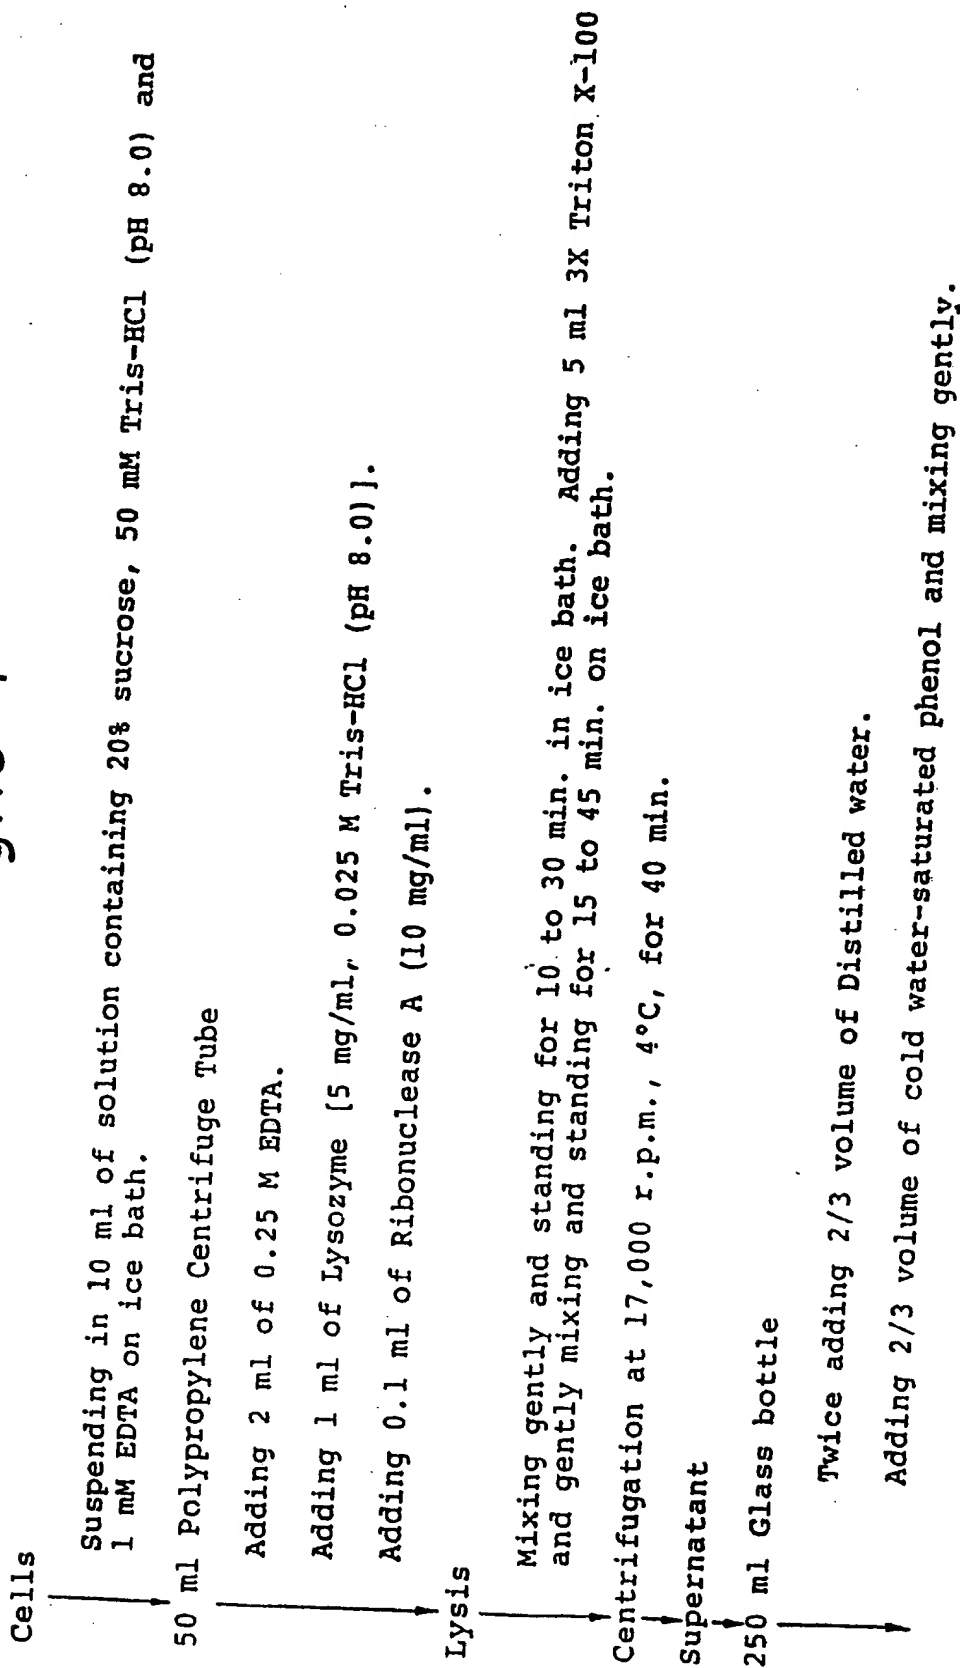 Cells
Suspending in 10 ml of solution containing 20% sucrose, 50 mM Tris-HCl (pH 8.0) and
1 mM EDTA on ice bath.
50 ml Polypropylene Centrifuge Tube
Adding 2 ml of 0.25 M EDTA.
Adding 1 ml of Lysozyme [5 mg/ml, 0.025 M Tris-HCl (pH 8.0)].
Adding 0.1 ml of Ribonuclease A (10 mg/ml).
Lysis
Mixing gently and standing for 10 to 30 min. in ice bath. Adding 5 ml 3X Triton X-100
and gently mixing and standing for 15 to 45 min. on ice bath.
Centrifugation at 17,000 r.p.m., 4°C, for 40 min.
Supernatant
250 ml Glass bottle
Twice adding 2/3 volume of Distilled water.
Adding 2/3 volume of cold water-saturated phenol and mixing gently.